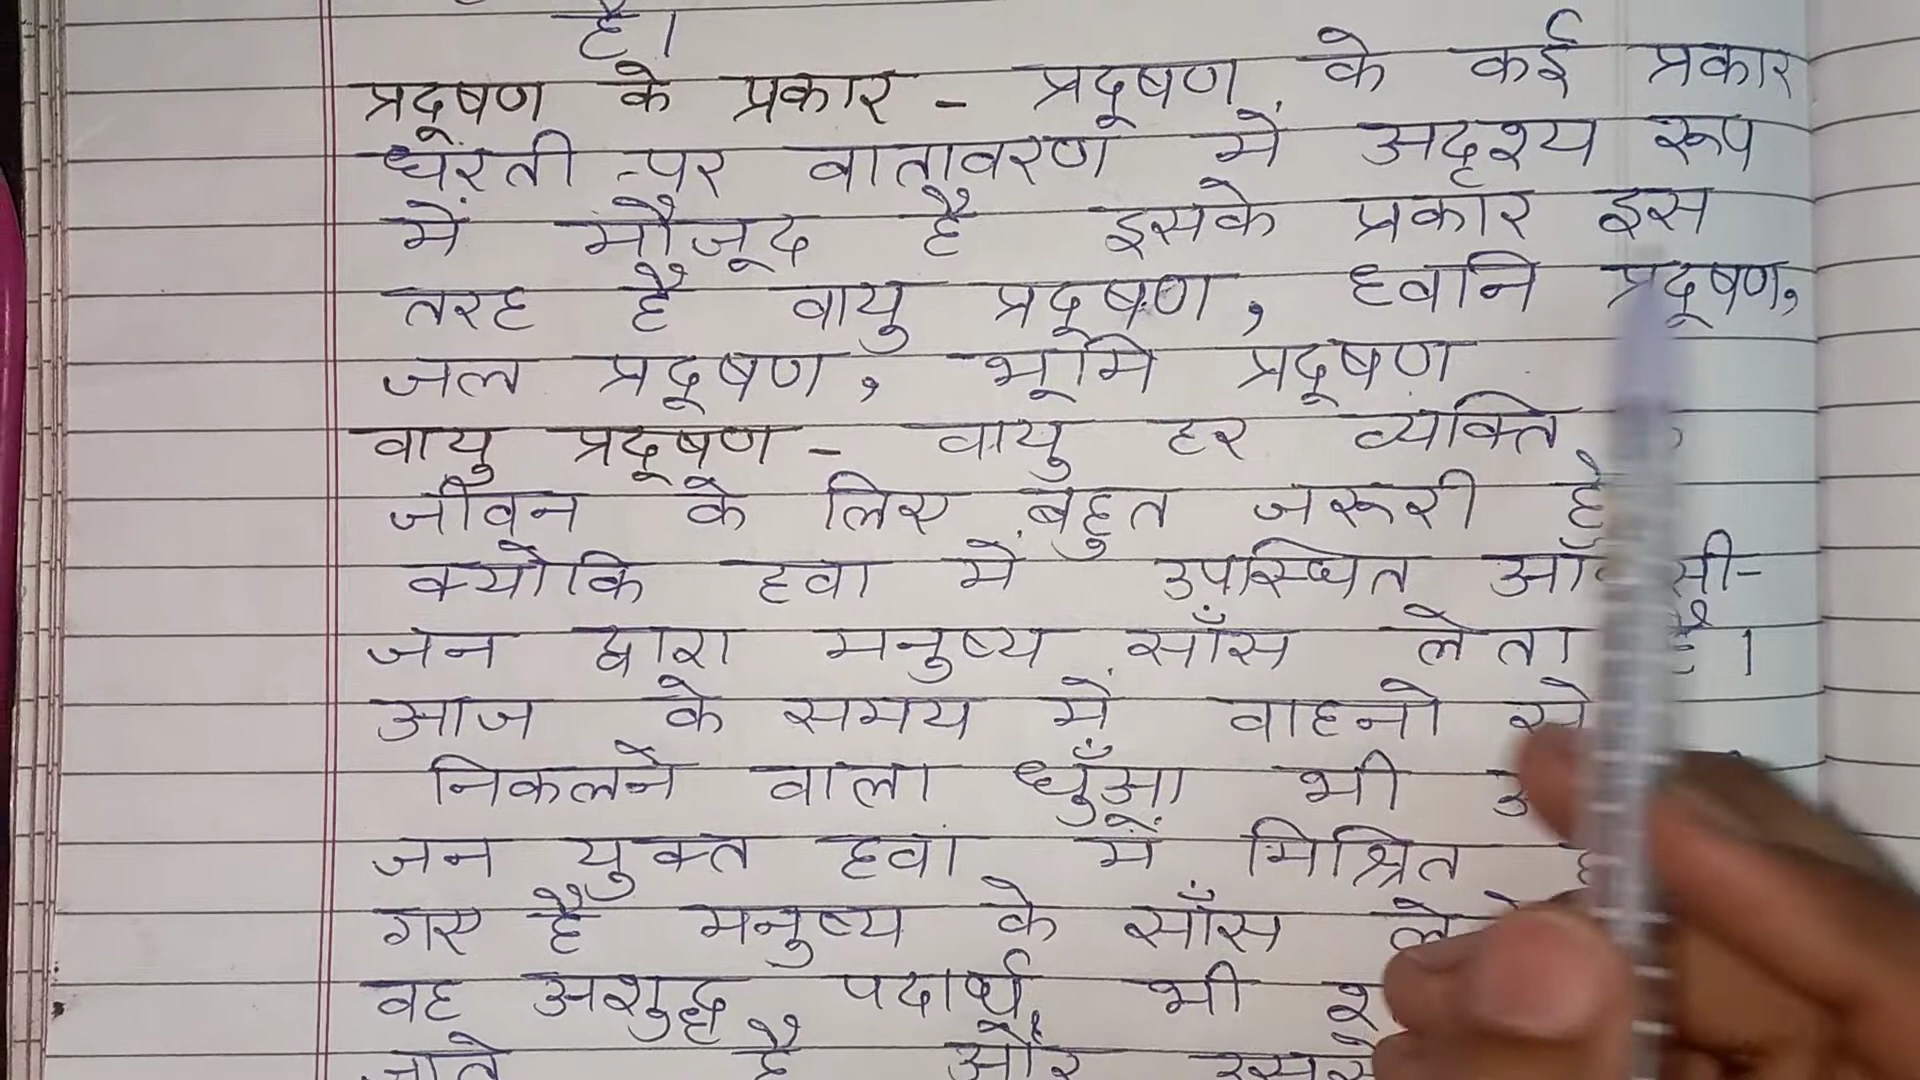 है।
प्रदूषण के प्रकार - प्रदूषण के कई प्रकार
धरती पर वातावरण में अदृश्य रूप
में मौजूद है इसके प्रकार इस
तरह है वायु प्रदूषण, ध्वनि प्रदूषण,
जल प्रदूषण, भूमि प्रदूषण
वायु प्रदूषण - वायु हर व्यक्ति
जीवन के लिए बहुत जरूरी है
क्योकि हवा में उपस्थित
जन द्वारा मनुष्य साँस लेता है।
आज के समय में वाहनो से
निकलने वाला धुँआ भी
जन युक्त हवा में मिश्रित
गए है मनुष्य के साँस
वह अशुद्ध पदार्थ भी
जाते है और